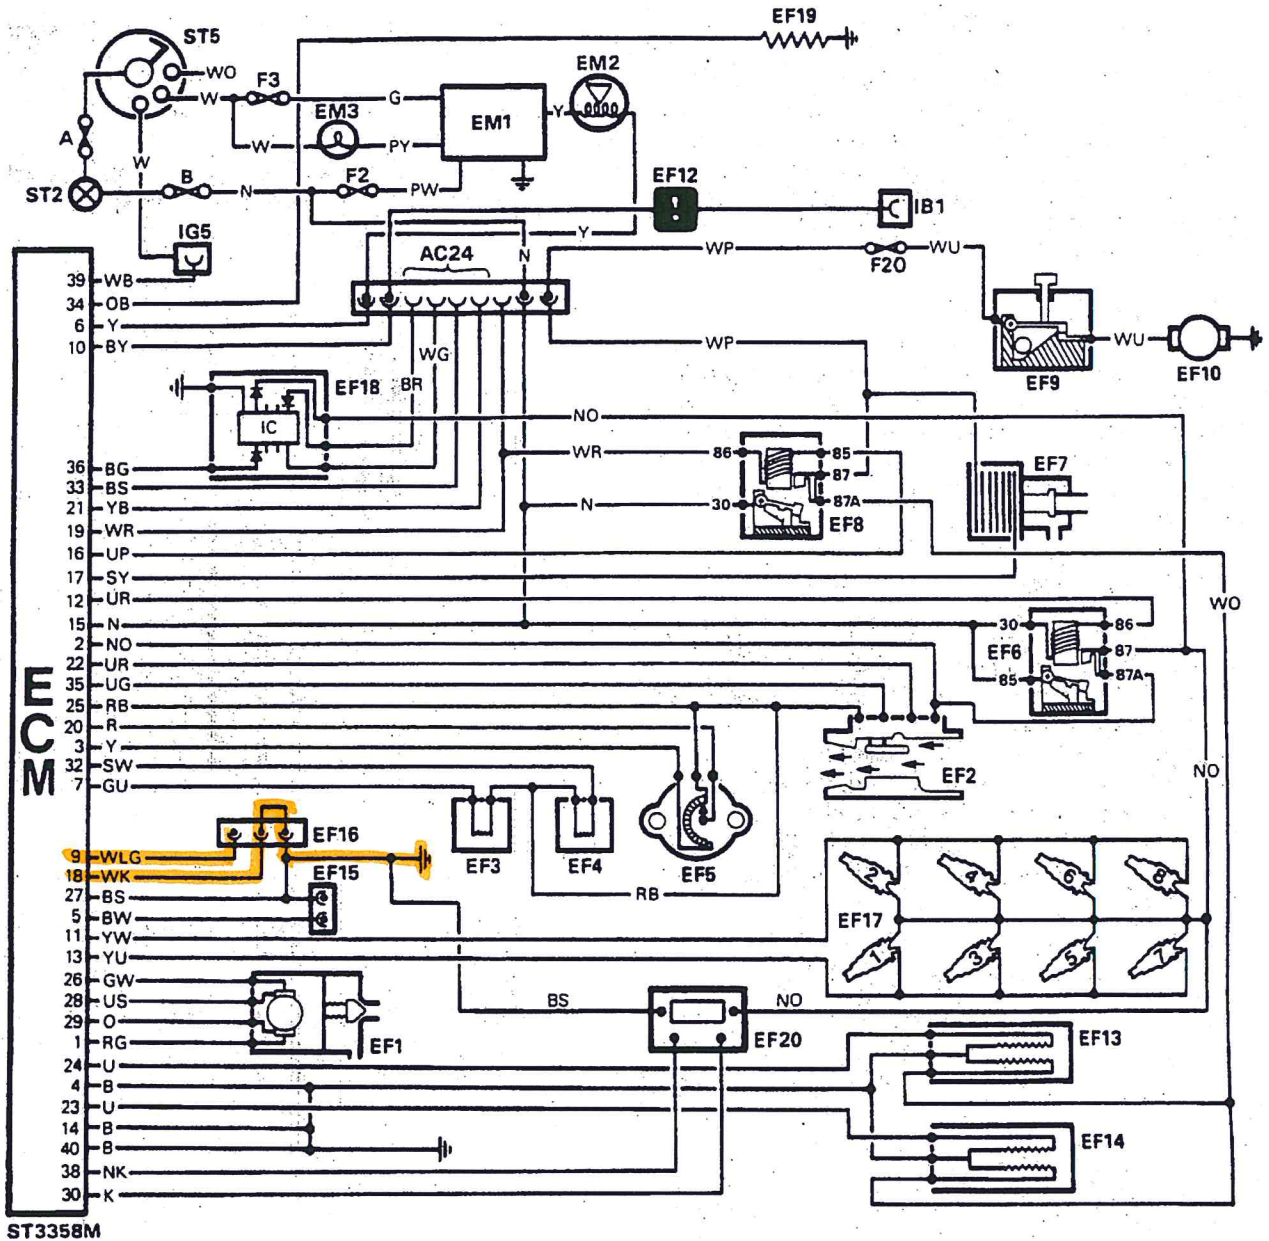 EF19
ST5
WO
F3
EM2
W
G
EM3
EM1
Y
A
W
PY
W
ST2
B
N
F2
PW
EF12
IB1
Y
IG5
AC24
N
WP
F20
WU
39 WB
34 OB
6 Y
10 BY
WG
WP
WU
EF18
BR
EF9
EF10
NO
IC
WR
86
85
36 BG
87
EF7
33 BS
21 YB
N
30
87A
19 WR
EF8
16 UP
17 SY
12 UR
WO
15 N
30
86
2 NO
EF6
87
22 UR
35 UG
85
87A
25 RB
20 R
3 Y
32 SW
EF2
NO
7 GU
ECM
EF16
9 WLG
EF3
EF4
EF5
18 WK
EF15
2
4
6
8
27 BS
RB
5 BW
EF17
11 YW
13 YU
1
3
5
7
26 GW
28 US
BS
NO
29 O
1 RG
EF1
EF20
EF13
24 U
4 B
23 U
14 B
40 B
EF14
38 NK
30 K
ST3358M